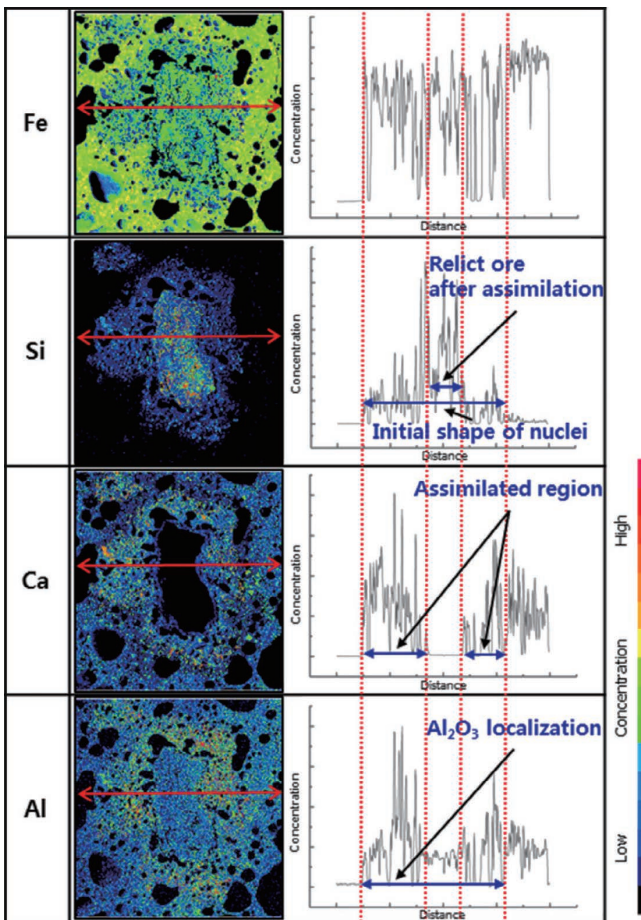 Fe
Concentration
Distance
Si
Concentration
Relict ore
after assimilation
Initial shape of nuclei
Ca
Concentration
Assimilated region
Distance
Al
Concentration
Al₂O₃ localization
Distance
High
Concentration
Low